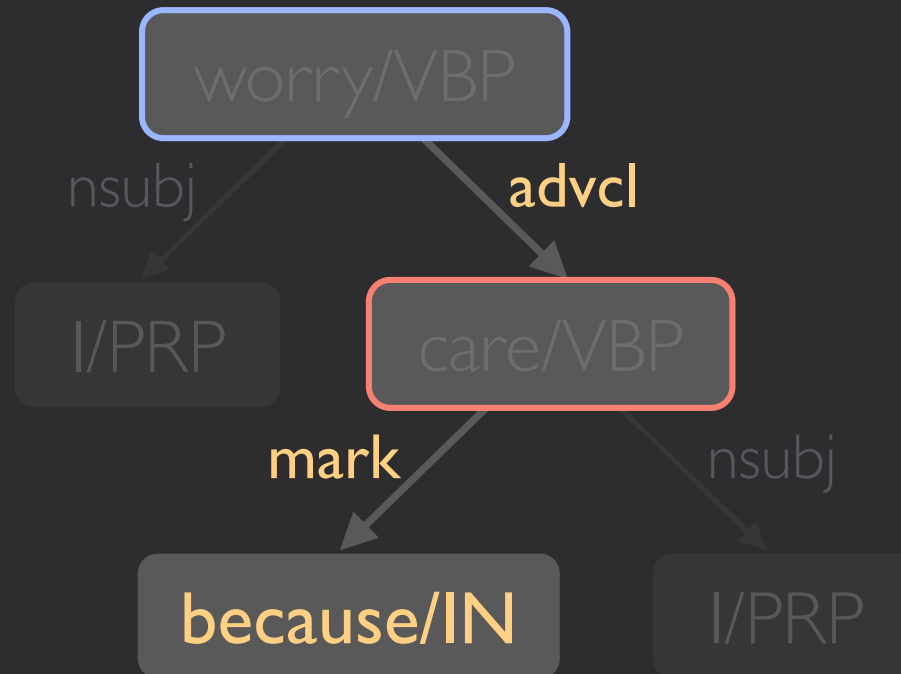 worry/VBP
nsubj advcl
I/PRP care/VBP
mark nsubj
because/IN I/PRP